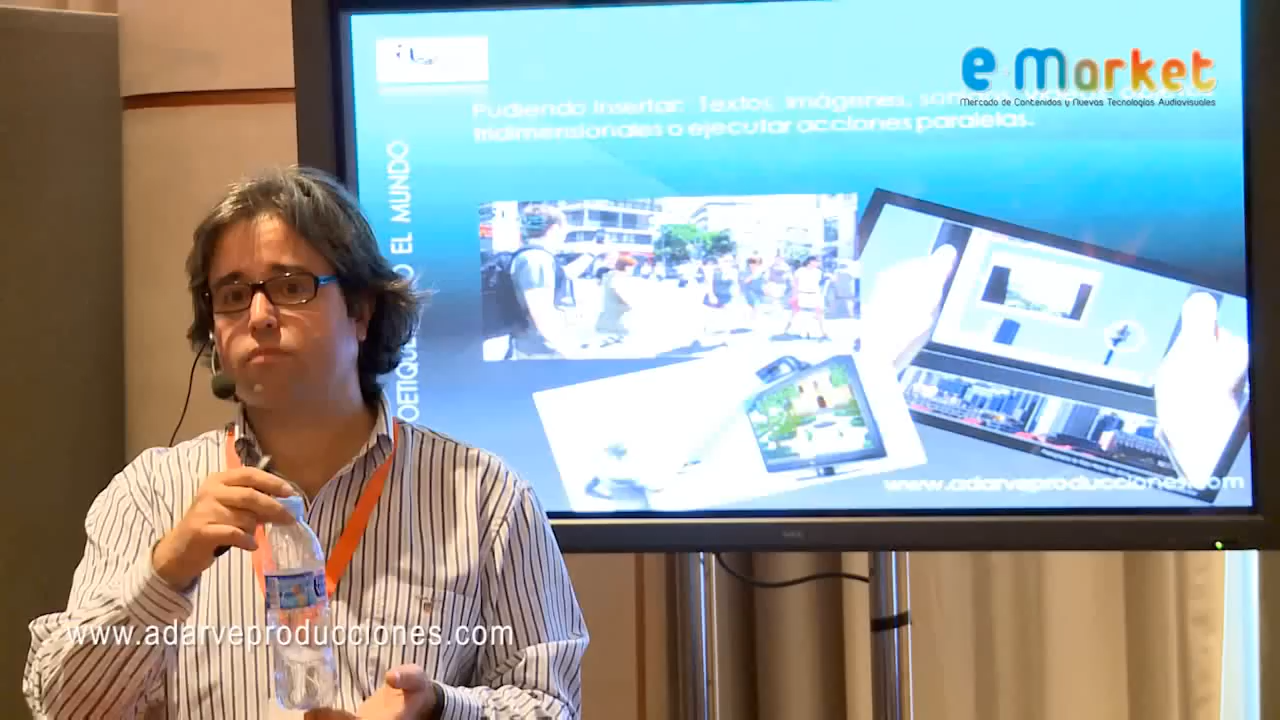 e Market
Mercado de Contenidos y Nuevas Tecnologías Audiovisuales
Pudiendo insertar: Textos, imágenes,
tridimensionales o ejecutar acciones paralelas.
EL MUNDO
www.adarveproducciones.com
www.adarveproducciones.com